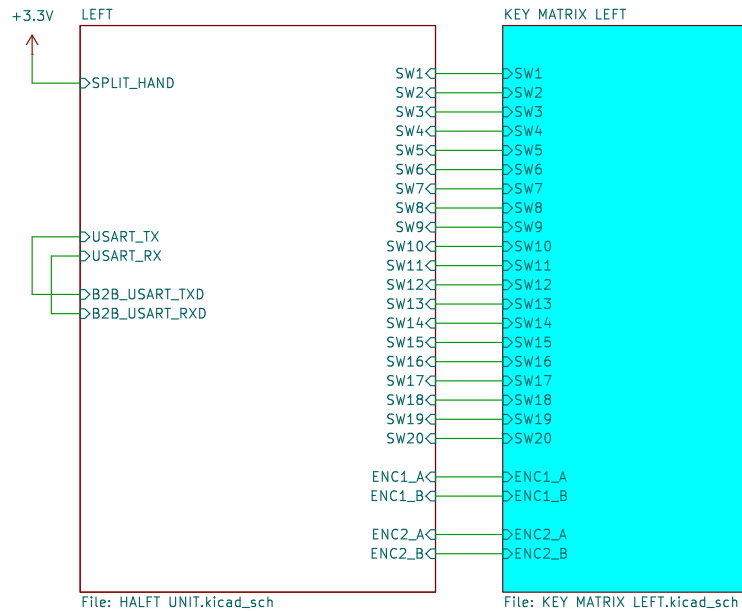 +3.3V
LEFT
SPLIT_HAND
USART_TX
USART_RX
B2B_USART_TXD
B2B_USART_RXD
SW1
SW2
SW3
SW4
SW5
SW6
SW7
SW8
SW9
SW10
SW11
SW12
SW13
SW14
SW15
SW16
SW17
SW18
SW19
SW20
ENC1_A
ENC1_B
ENC2_A
ENC2_B
File: HALFT UNIT.kicad_sch
KEY MATRIX LEFT
SW1
SW2
SW3
SW4
SW5
SW6
SW7
SW8
SW9
SW10
SW11
SW12
SW13
SW14
SW15
SW16
SW17
SW18
SW19
SW20
ENC1_A
ENC1_B
ENC2_A
ENC2_B
File: KEY MATRIX LEFT.kicad_sch